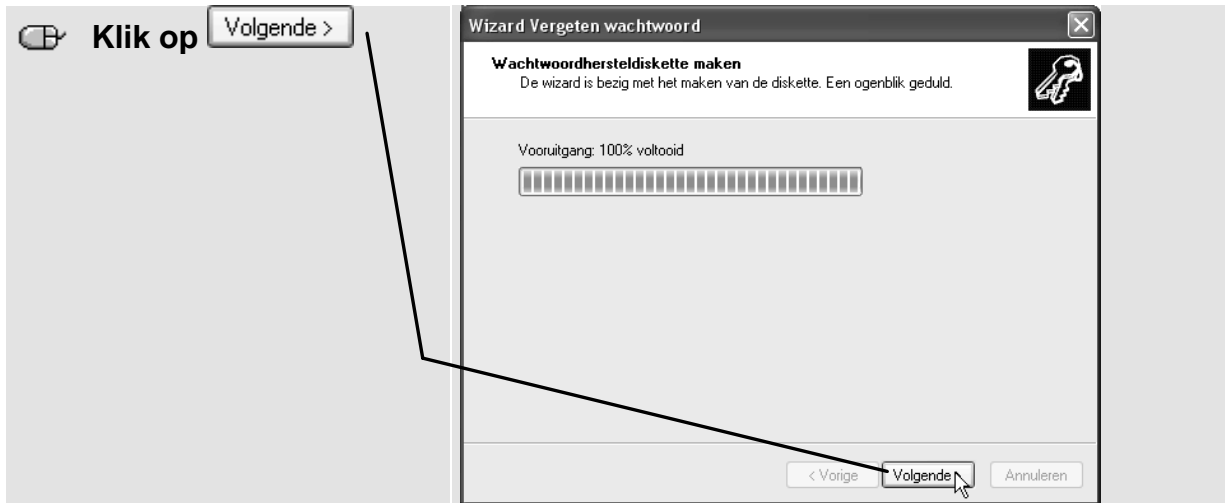 Klik op Volgende >
Wizard Vergeten wachtwoord
Wachtwoordhersteldiskette maken
De wizard is bezig met het maken van de diskette. Een ogenblik geduld.
Vooruitgang: 100% voltooid
< Vorige Volgende Annuleren